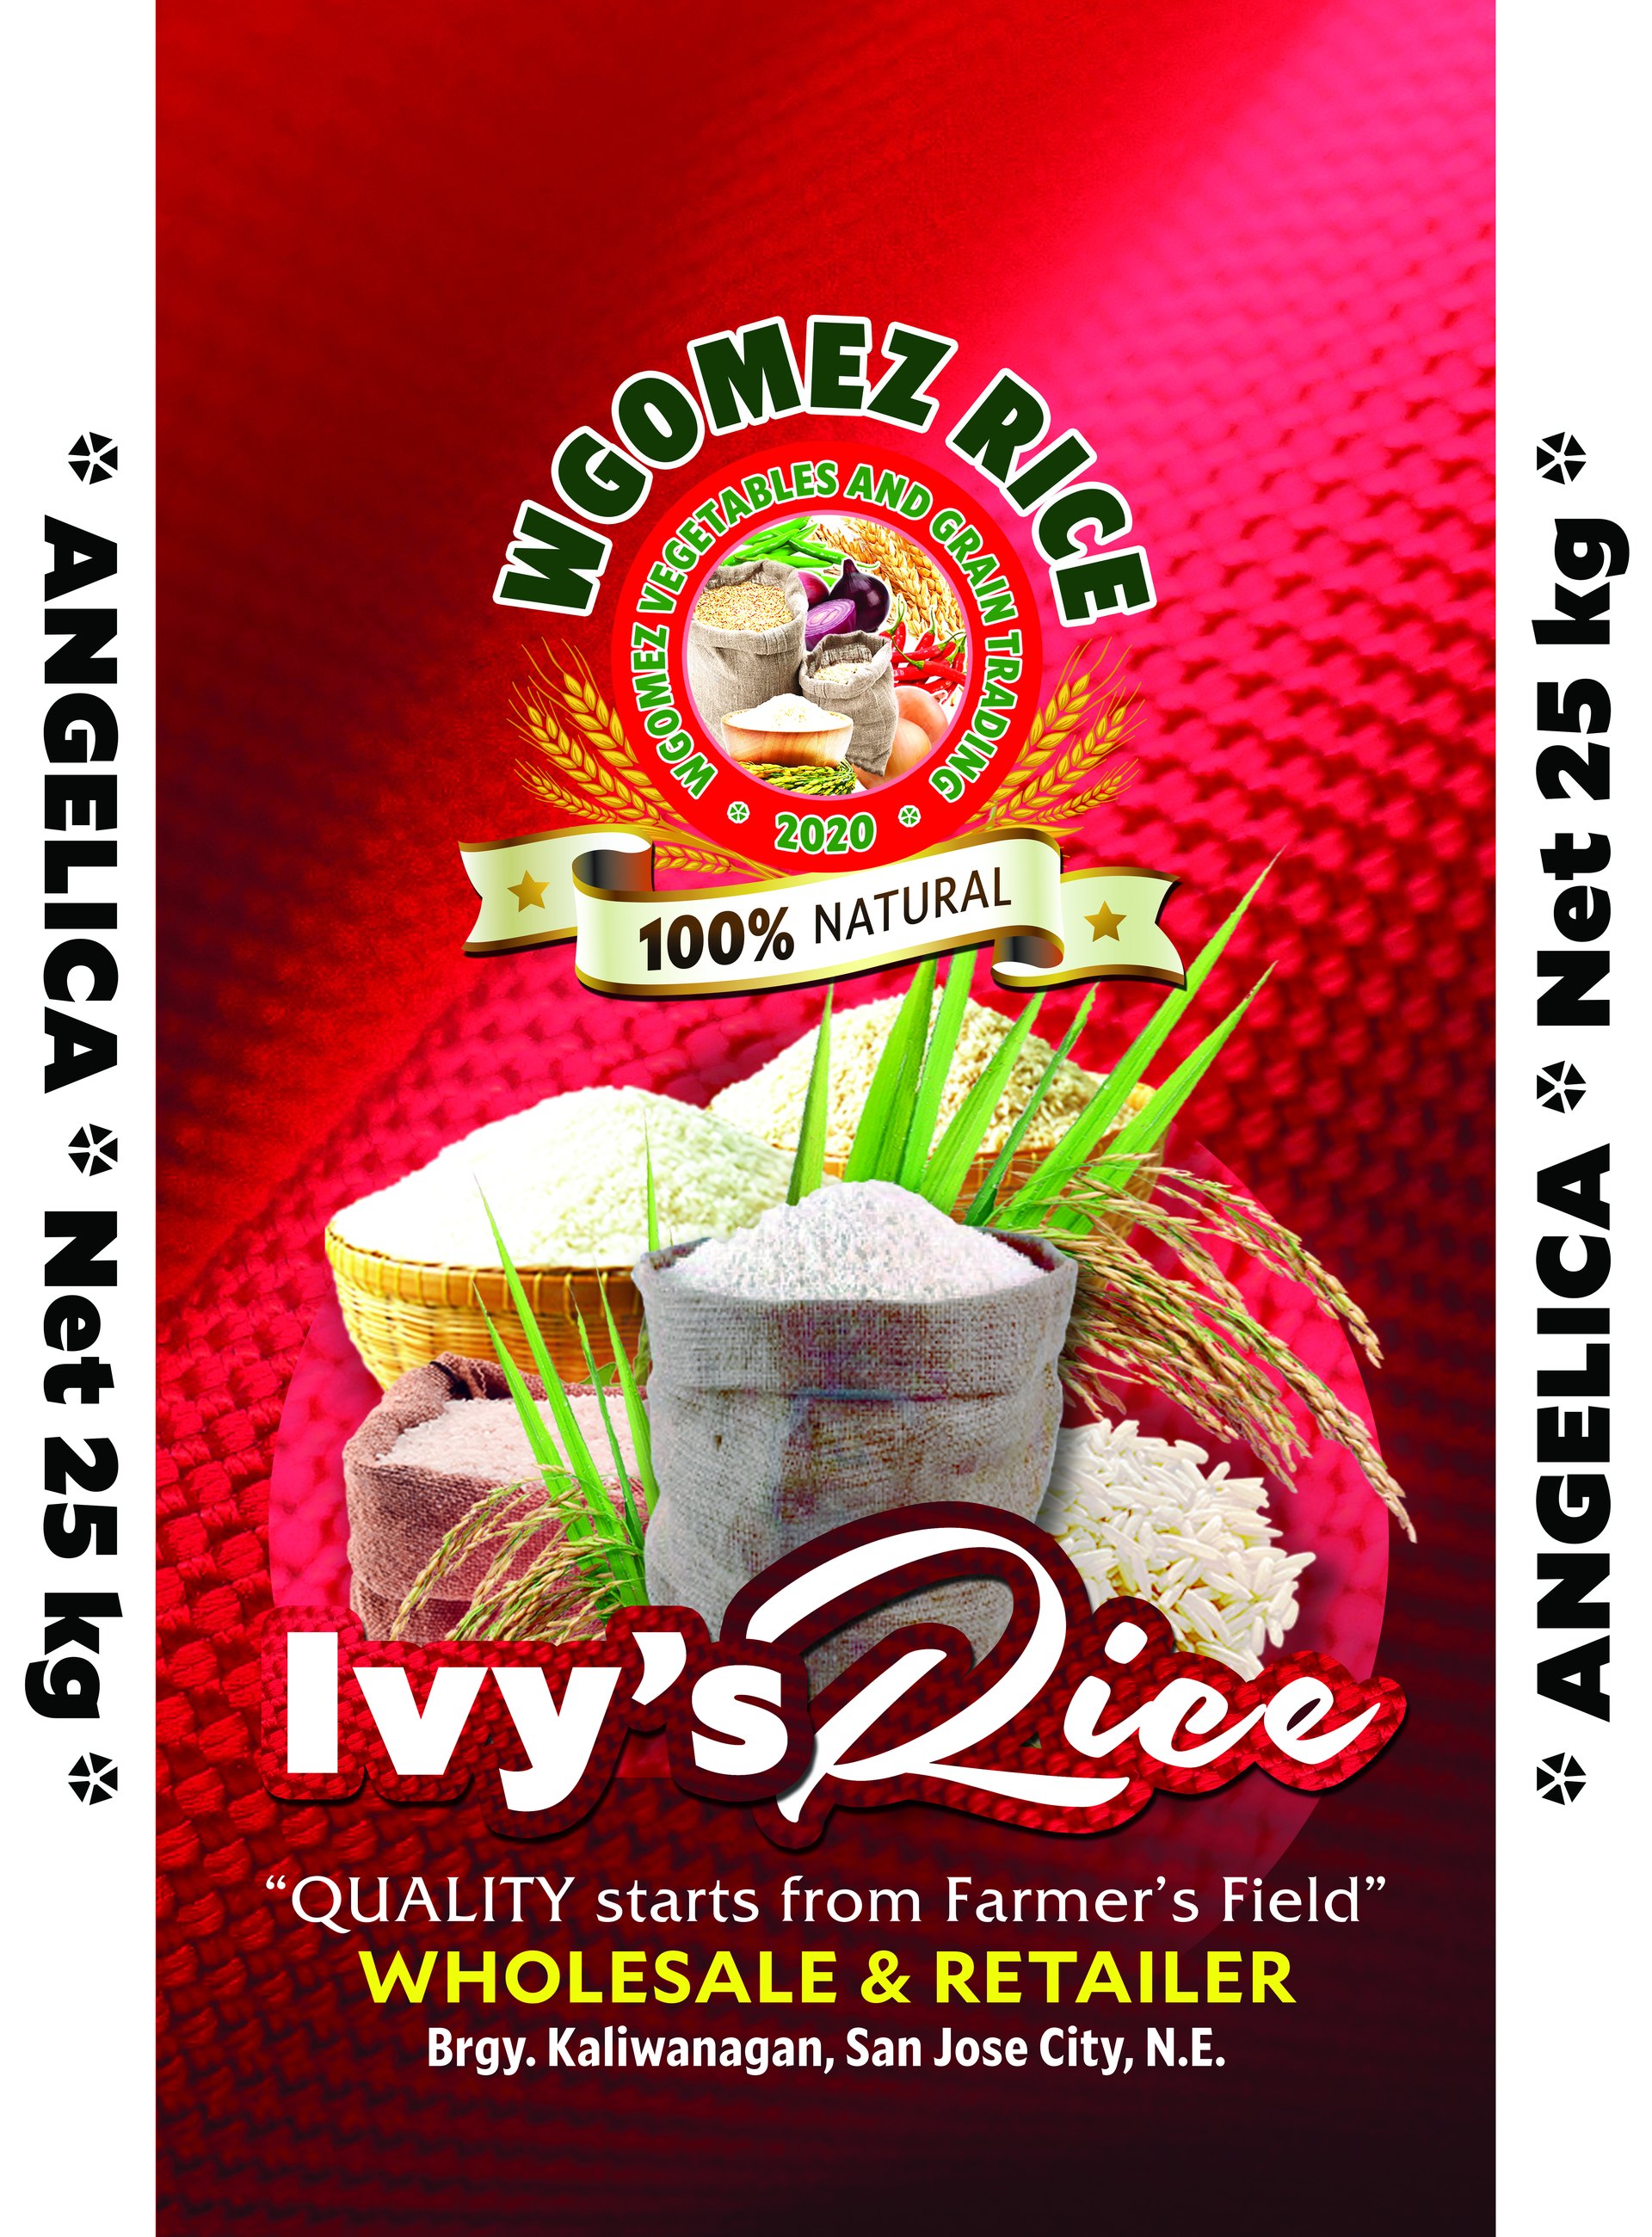 WGOMEZ RICE
WGOMEZ VEGETABLES AND GRAIN TRADING
2020
100% NATURAL
Ivy's Rice
“QUALITY starts from Farmer’s Field”
WHOLESALE & RETAILER
Brgy. Kaliwanagan, San Jose City, N.E.
ANGELICA Net 25 kg
ANGELICA Net 25 kg